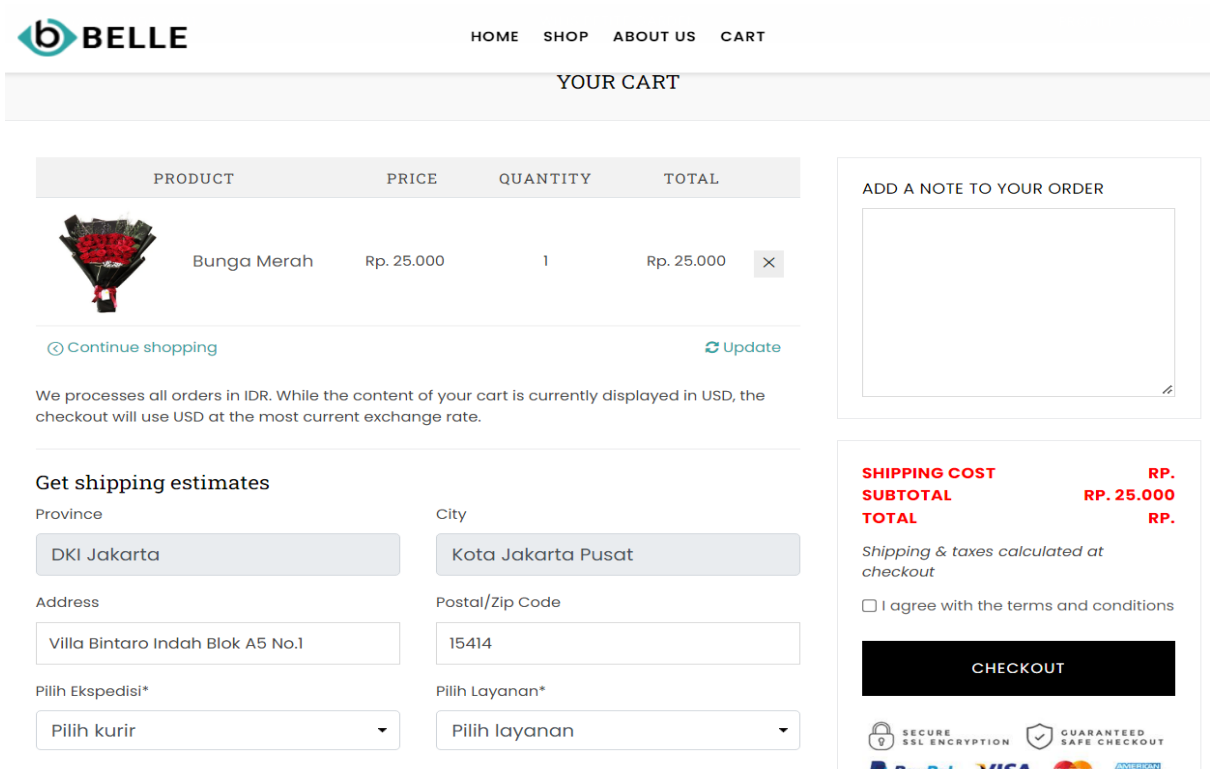 b BELLE
HOME SHOP ABOUT US CART
YOUR CART
PRODUCT PRICE QUANTITY TOTAL
Bunga Merah Rp. 25.000 1 Rp. 25.000
Continue shopping
Update
We processes all orders in IDR. While the content of your cart is currently displayed in USD, the
checkout will use USD at the most current exchange rate.
Get shipping estimates
Province
DKI Jakarta
City
Kota Jakarta Pusat
Address
Villa Bintaro Indah Blok A5 No.1
Postal/Zip Code
15414
Pilih Ekspedisi*
Pilih kurir
Pilih Layanan*
Pilih layanan
ADD A NOTE TO YOUR ORDER
SHIPPING COST RP.
SUBTOTAL RP. 25.000
TOTAL RP.
Shipping & taxes calculated at
checkout
I agree with the terms and conditions
CHECKOUT
SECURE
SSL ENCRYPTION
GUARANTEED
SAFE CHECKOUT
PayPal VISA AMERICAN